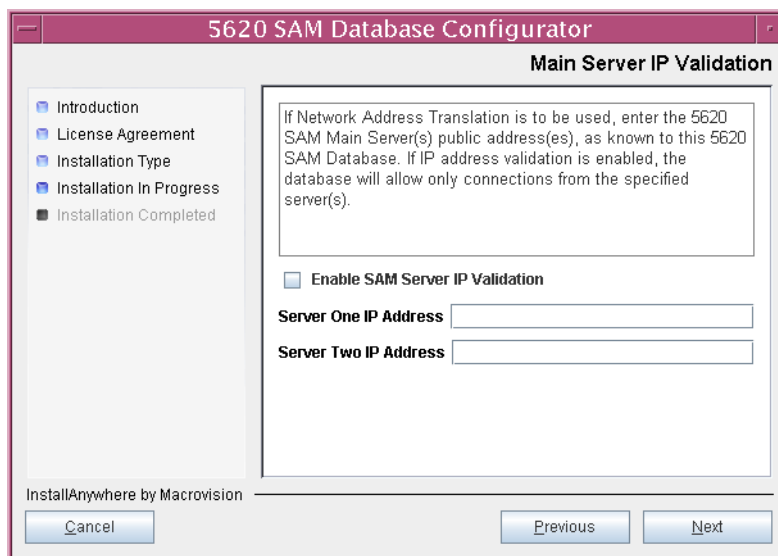 5620 SAM Database Configurator
Main Server IP Validation
Introduction
License Agreement
Installation Type
Installation In Progress
Installation Completed
If Network Address Translation is to be used, enter the 5620
SAM Main Server(s) public address(es), as known to this 5620
SAM Database. If IP address validation is enabled, the
database will allow only connections from the specified
server(s).
Enable SAM Server IP Validation
Server One IP Address
Server Two IP Address
InstallAnywhere by Macrovision
Cancel
Previous
Next